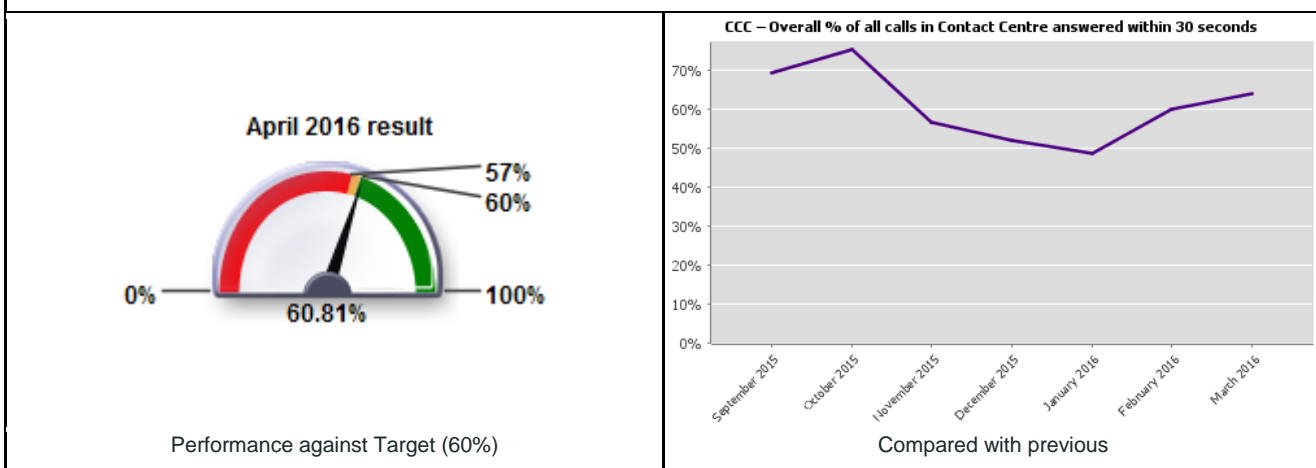 April 2016 result
57%
60%
0%
100%
60.81%
Performance against Target (60%)
CCC – Overall % of all calls in Contact Centre answered within 30 seconds
70%
60%
50%
40%
30%
20%
10%
0%
September 2015
October 2015
November 2015
December 2015
January 2016
February 2016
March 2016
Compared with previous